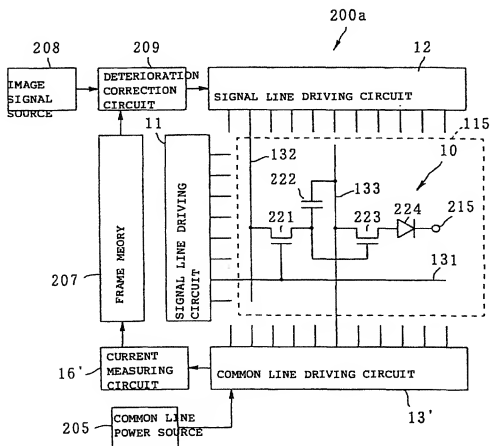 200a
208
209
12
IMAGE
SIGNAL
SOURCE
DETERIORATION
CORRECTION
CIRCUIT
SIGNAL LINE DRIVING CIRCUIT
11
115
132
10
222
133
221
223
224
215
131
207
FRAME MEORY
SIGNAL LINE DRIVING
CIRCUIT
16'
CURRENT
MEASURING
CIRCUIT
COMMON LINE DRIVING CIRCUIT
13'
205
COMMON LINE
POWER SOURCE